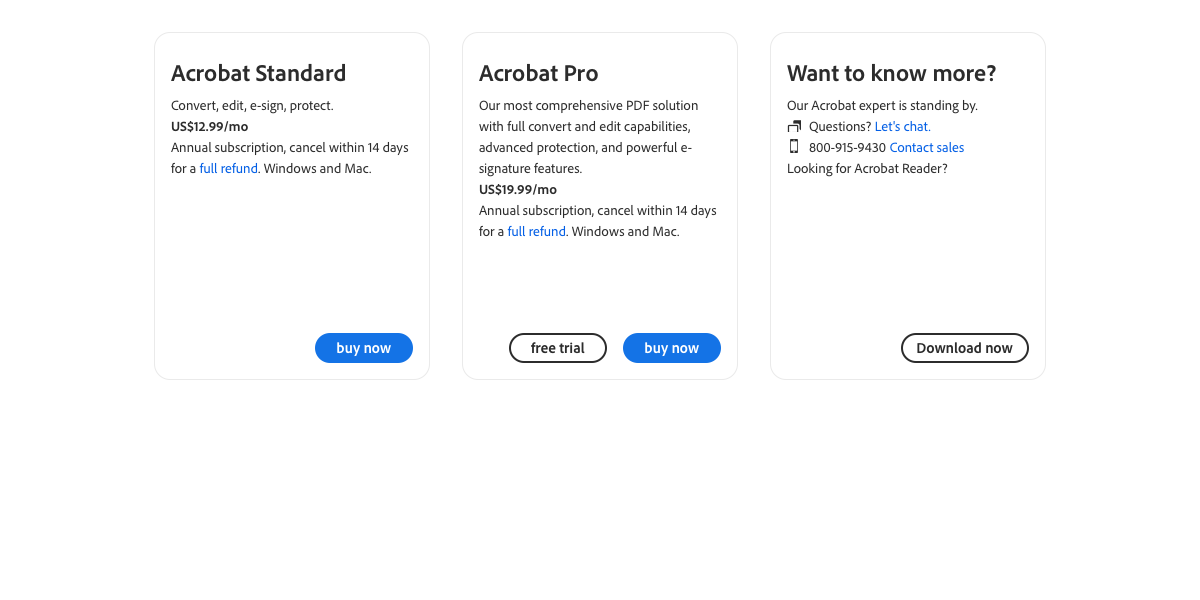 Acrobat Standard
Convert, edit, e-sign, protect.
US$12.99/mo
Annual subscription, cancel within 14 days
for a full refund. Windows and Mac.
buy now
Acrobat Pro
Our most comprehensive PDF solution
with full convert and edit capabilities,
advanced protection, and powerful e-
signature features.
US$19.99/mo
Annual subscription, cancel within 14 days
for a full refund. Windows and Mac.
free trial
buy now
Want to know more?
Our Acrobat expert is standing by.
Questions? Let's chat.
800-915-9430 Contact sales
Looking for Acrobat Reader?
Download now